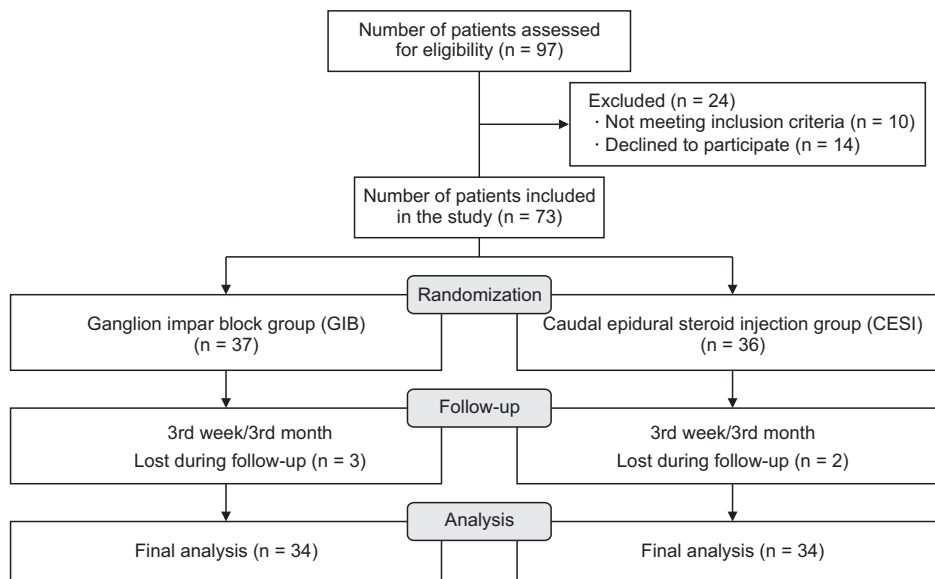 Number of patients assessed
for eligibility (n = 97)
Excluded (n = 24)
· Not meeting inclusion criteria (n = 10)
· Declined to participate (n = 14)
Number of patients included
in the study (n = 73)
Randomization
Ganglion impar block group (GIB)
(n = 37)
Caudal epidural steroid injection group (CESI)
(n = 36)
Follow-up
3rd week/3rd month
Lost during follow-up (n = 3)
3rd week/3rd month
Lost during follow-up (n = 2)
Analysis
Final analysis (n = 34)
Final analysis (n = 34)